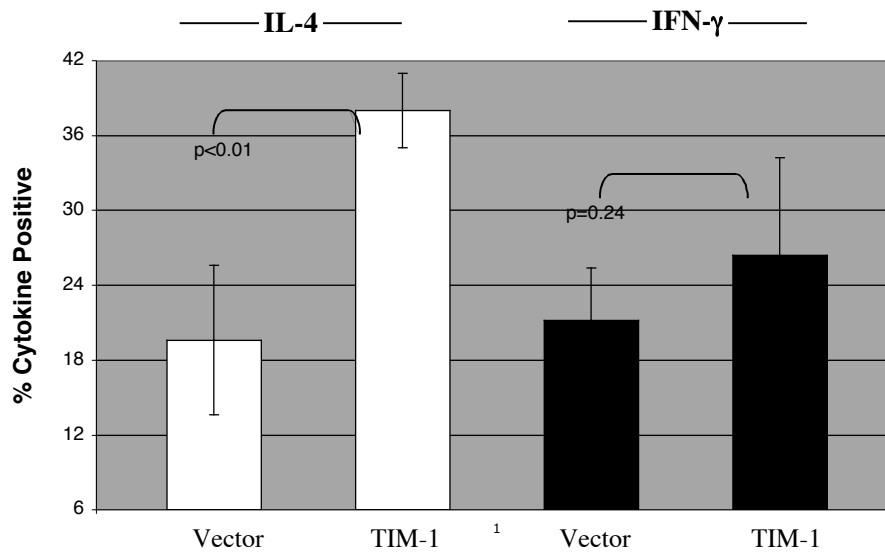 IL-4 IFN-γ
42
36
30
24
18
12
6
% Cytokine Positive
p<0.01
p=0.24
Vector TIM-1 1 Vector TIM-1